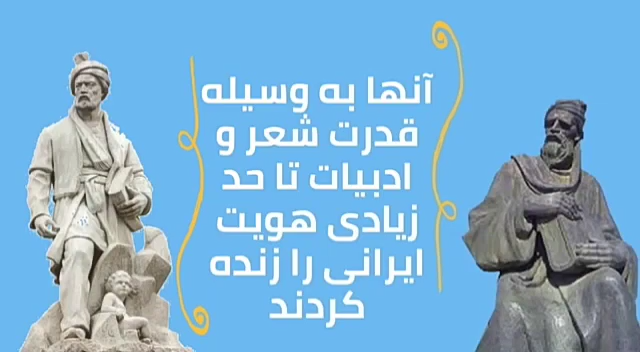 آنها به وسیله
قدرت شعر و
ادبیات تا حد
زیادی هویت
ایرانی را زنده
کردند